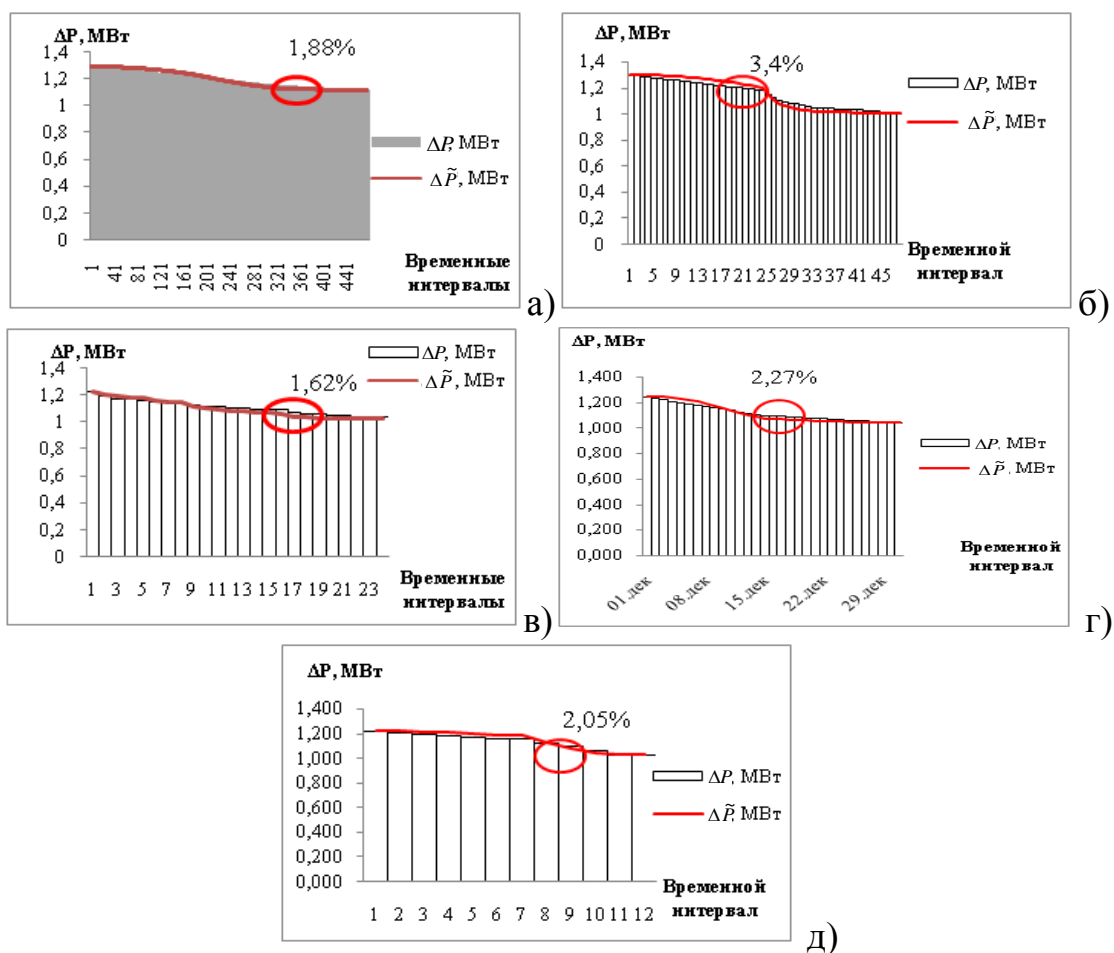 ΔP, МВт
1,88%
1,4
1,2
1
0,8
0,6
0,4
0,2
0
ΔP, МВт
ΔP̃, МВт
1 41 81 121 161 201 241 281 321 361 401 441
Временные
интервалы
а)
ΔP, МВт
3,4%
1,4
1,2
1
0,8
0,6
0,4
0,2
0
ΔP, МВт
ΔP̃, МВт
1 5 9 13 17 21 25 29 33 37 41 45
Временной
интервал
б)
ΔP, МВт
1,62%
1,4
1,2
1
0,8
0,6
0,4
0,2
0
ΔP, МВт
ΔP̃, МВт
1 3 5 7 9 11 13 15 17 19 21 23
Временные
интервалы
в)
ΔP, МВт
2,27%
1,400
1,200
1,000
0,800
0,600
0,400
0,200
0,000
ΔP, МВт
ΔP̃, МВт
01.дек 08.дек 15.дек 22.дек 29.дек
Временной
интервал
г)
ΔP, МВт
2,05%
1,400
1,200
1,000
0,800
0,600
0,400
0,200
0,000
ΔP, МВт
ΔP̃, МВт
1 2 3 4 5 6 7 8 9 10 11 12
Временной
интервал
д)